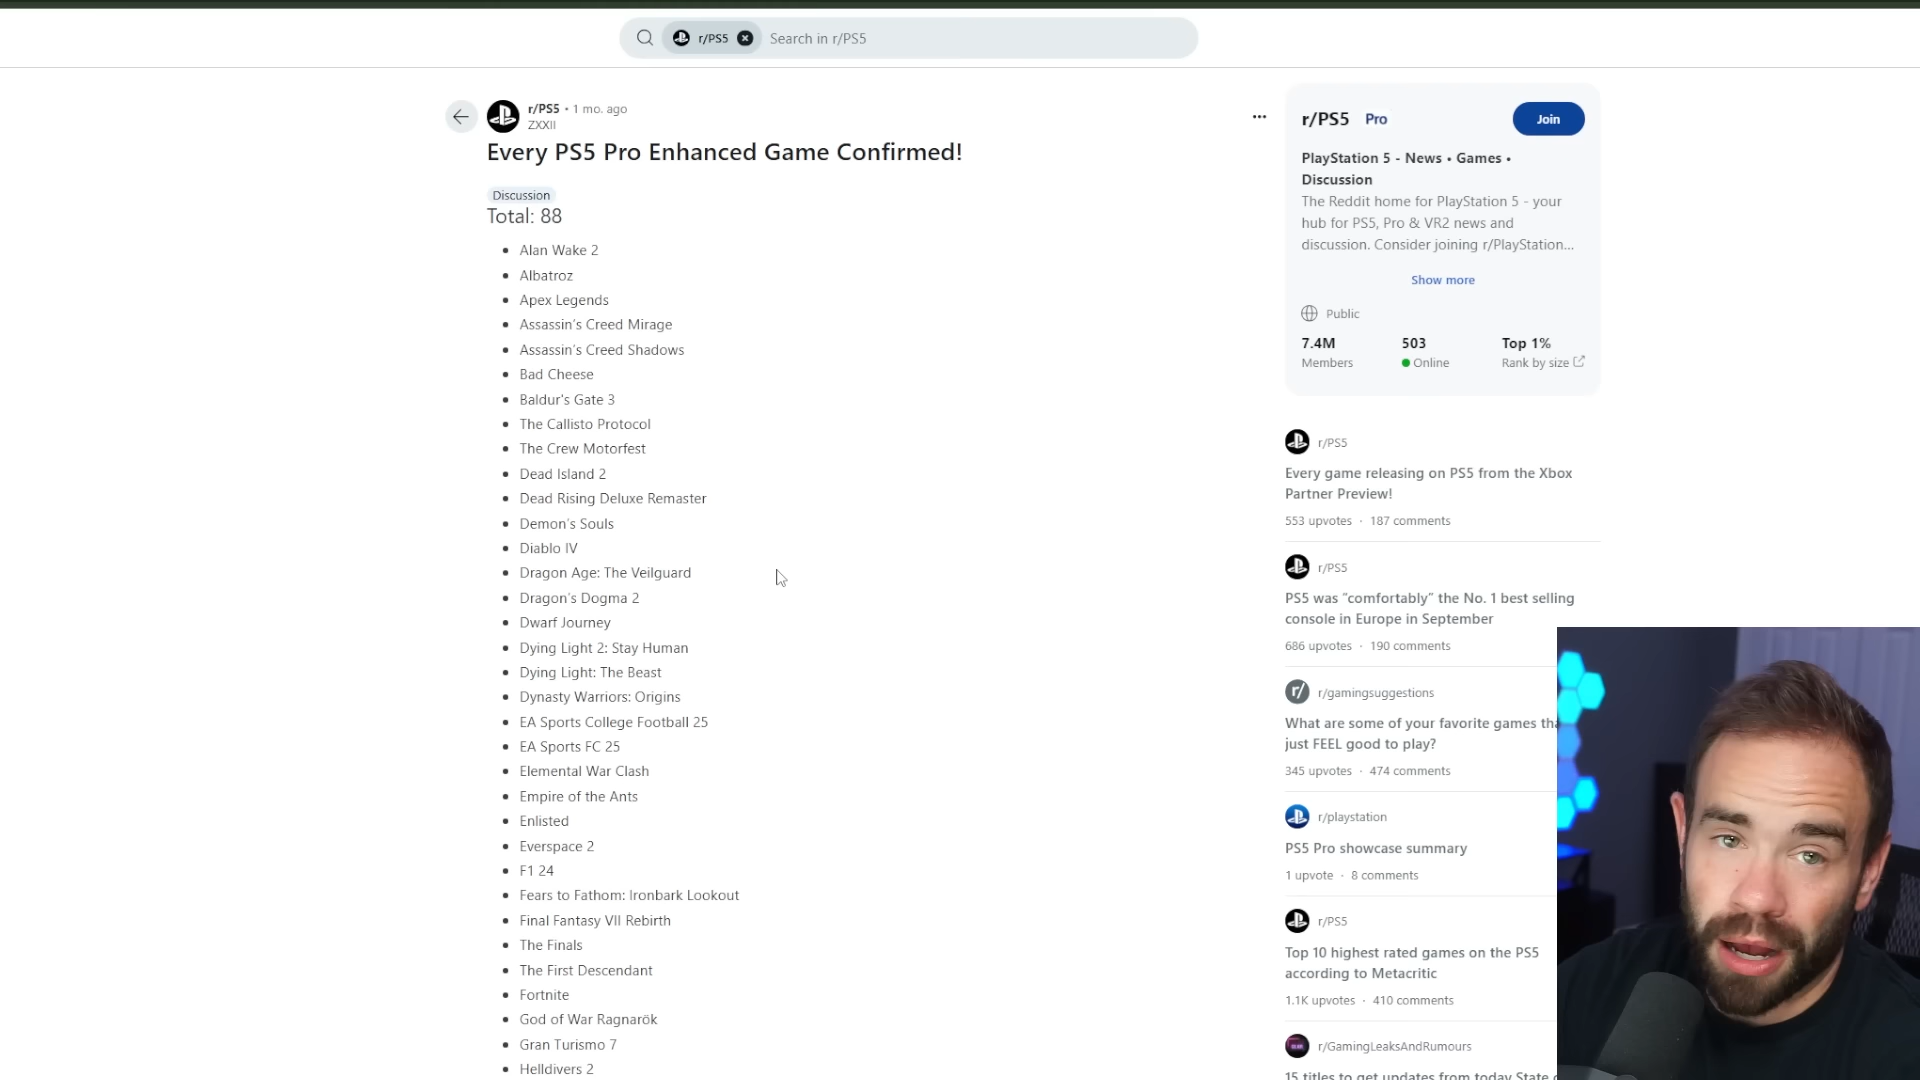 r/PS5
Search in r/PS5
r/PS5 • 1 mo. ago
ZXXII
Every PS5 Pro Enhanced Game Confirmed!
Discussion
Total: 88
Alan Wake 2
Albatroz
Apex Legends
Assassin's Creed Mirage
Assassin's Creed Shadows
Bad Cheese
Baldur's Gate 3
The Callisto Protocol
The Crew Motorfest
Dead Island 2
Dead Rising Deluxe Remaster
Demon's Souls
Diablo IV
Dragon Age: The Veilguard
Dragon's Dogma 2
Dwarf Journey
Dying Light 2: Stay Human
Dying Light: The Beast
Dynasty Warriors: Origins
EA Sports College Football 25
EA Sports FC 25
Elemental War Clash
Empire of the Ants
Enlisted
Everspace 2
F1 24
Fears to Fathom: Ironbark Lookout
Final Fantasy VII Rebirth
The Finals
The First Descendant
Fortnite
God of War Ragnarök
Gran Turismo 7
Helldivers 2
r/PS5 Pro
Join
PlayStation 5 - News • Games •
Discussion
The Reddit home for PlayStation 5 - your
hub for PS5, Pro & VR2 news and
discussion. Consider joining r/PlayStation...
Show more
Public
7.4M 503 Top 1%
Members Online Rank by size
r/PS5
Every game releasing on PS5 from the Xbox
Partner Preview!
553 upvotes · 187 comments
r/PS5
PS5 was "comfortably" the No. 1 best selling
console in Europe in September
686 upvotes · 190 comments
r/gamingsuggestions
What are some of your favorite games
just FEEL good to play?
345 upvotes · 474 comments
r/playstation
PS5 Pro showcase summary
1 upvote · 8 comments
r/PS5
Top 10 highest rated games on the PS5
according to Metacritic
1.1K upvotes · 410 comments
r/GamingLeaksAndRumours
15 titles to get updates from today State